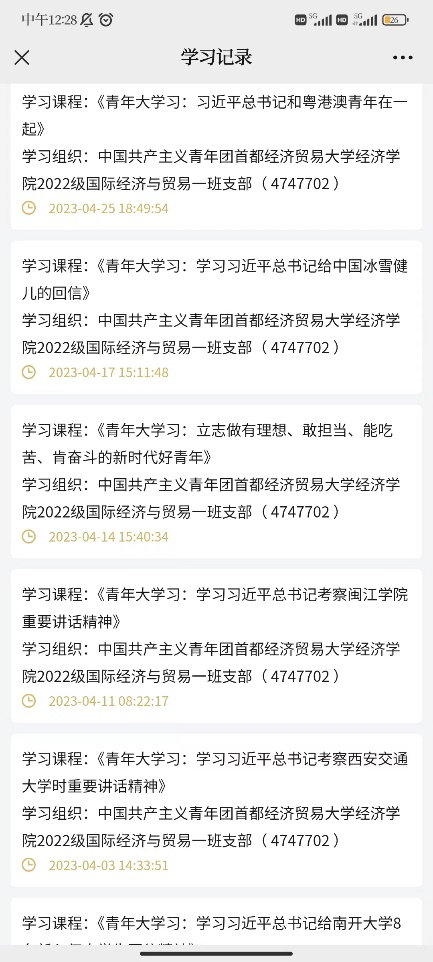 中午12:28
HD 5G HD 5G 26
学习记录
学习课程：《青年大学习：习近平总书记和粤港澳青年在一
起》
学习组织：中国共产主义青年团首都经济贸易大学经济学
院2022级国际经济与贸易一班支部（4747702）
2023-04-25 18:49:54
学习课程：《青年大学习：学习习近平总书记给中国冰雪健
儿的回信》
学习组织：中国共产主义青年团首都经济贸易大学经济学
院2022级国际经济与贸易一班支部（4747702）
2023-04-17 15:11:48
学习课程：《青年大学习：立志做有理想、敢担当、能吃
苦、肯奋斗的新时代好青年》
学习组织：中国共产主义青年团首都经济贸易大学经济学
院2022级国际经济与贸易一班支部（4747702）
2023-04-14 15:40:34
学习课程：《青年大学习：学习习近平总书记考察闽江学院
重要讲话精神》
学习组织：中国共产主义青年团首都经济贸易大学经济学
院2022级国际经济与贸易一班支部（4747702）
2023-04-11 08:22:17
学习课程：《青年大学习：学习习近平总书记考察西安交通
大学时重要讲话精神》
学习组织：中国共产主义青年团首都经济贸易大学经济学
院2022级国际经济与贸易一班支部（4747702）
2023-04-03 14:33:51
学习课程：《青年大学习：学习习近平总书记给南开大学8